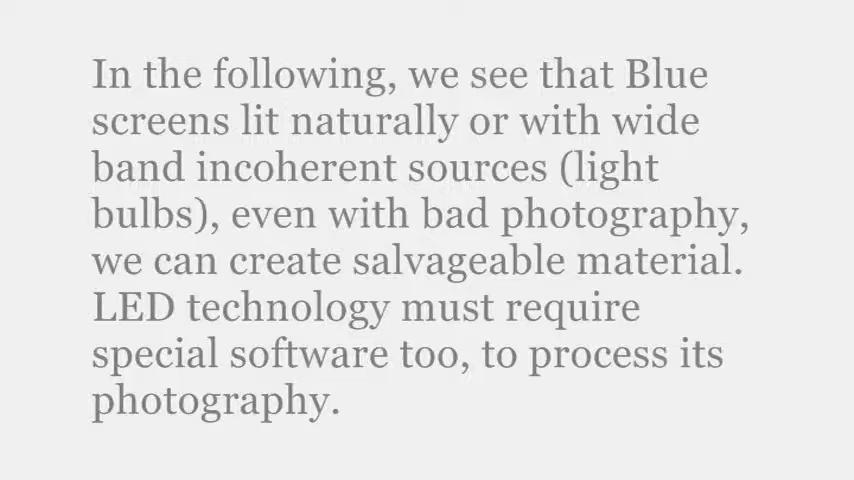 In the following, we see that Blue
screens lit naturally or with wide
band incoherent sources (light
bulbs), even with bad photography,
we can create salvageable material.
LED technology must require
special software too, to process its
photography.